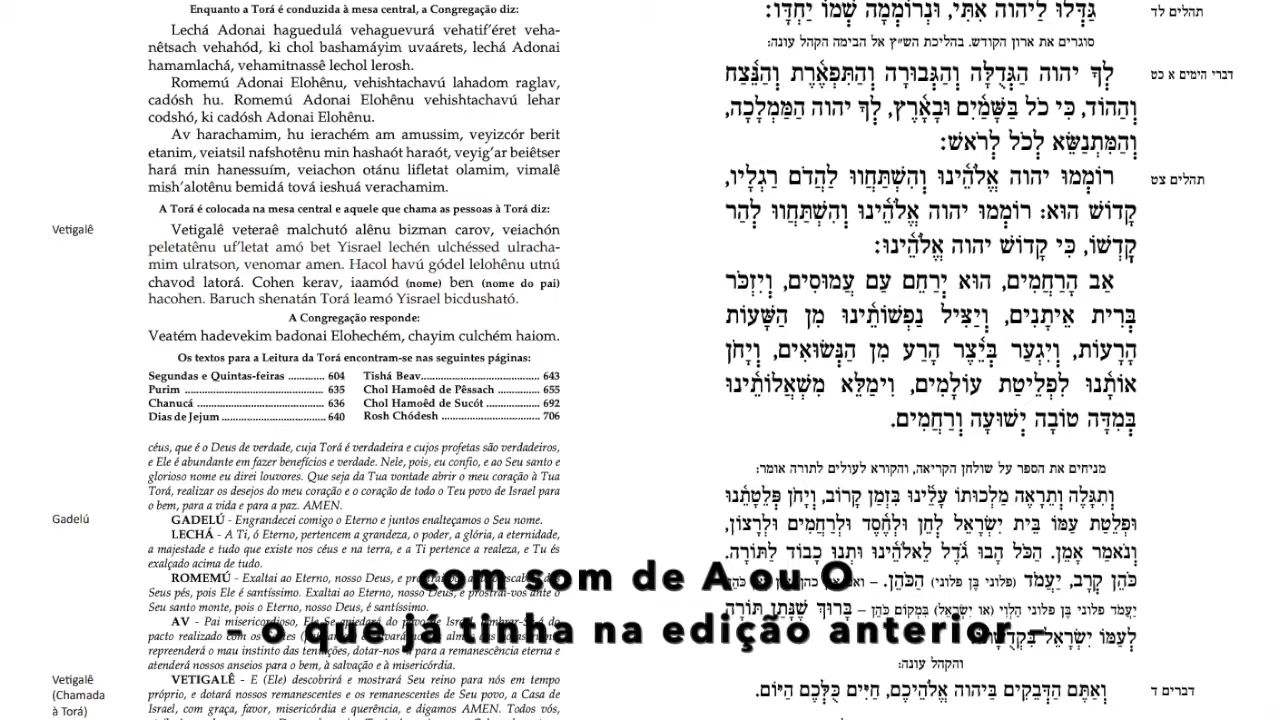 Enquanto a Torá é conduzida à mesa central, a Congregação diz:
Lechá Adonai haguedulá vehaguevurá vehatif'éret veha-
nêtsach vehahód, ki chol bashamáyim uvaárets, lechá Adonai
hamamlachá, vehamitnassê lechol lerosh.
Romemú Adonai Elohênu, vehishtachavú lahadom raglav,
cadósh hu. Romemú Adonai Elohênu vehishtachavú lehar
codshó, ki cadósh Adonai Elohênu.
Av harachamim, hu ierachém am amussim, veyizcór berit
etanim, veiatsil nafshotênu min hashaót haraót, veyig'ar beiêtser
hará min hanessuím, veiachon otánu lifletat olamim, vimalê
mish'alotênu bemidá tová ieshuá verachamim.
A Torá é colocada na mesa central e aquele que chama as pessoas à Torá diz:
Vetigalê
Vetigalê veteraê malchutó alênu bizman carov, veiachón
peletatênu uf'letat amó bet Yisrael lechén ulchéssed ulracha-
mim ulratson, venomar amen. Hacol havú gódel lelohênu utnú
chavod latorá. Cohen kerav, iaamód (nome) ben (nome do pai)
hacohen. Baruch shenatán Torá leamó Yisrael bicdusható.
A Congregação responde:
Veatém hadevekim badonai Elohechém, chayim culchém haiom.
Os textos para a Leitura da Torá encontram-se nas seguintes páginas:
Segundas e Quintas-feiras ............ 604 Tishá Beav....................................... 643
Purim .............................................. 635 Chol Hamoêd de Pêssach .............. 655
Chanucá .......................................... 636 Chol Hamoêd de Sucót .................. 692
Dias de Jejum ................................... 640 Rosh Chódesh ................................. 706
céus, que é o Deus de verdade, cuja Torá é verdadeira e cujos profetas são verdadeiros,
e Ele é abundante em fazer benefícios e verdade. Nele, pois, eu confio, e ao Seu santo e
glorioso nome eu direi louvores. Que seja da Tua vontade abrir o meu coração à Tua
Torá, realizar os desejos do meu coração e o coração de todo o Teu povo de Israel para
o bem, para a vida e para a paz. AMEN.
Gadelú
GADELÚ - Engrandecei comigo o Eterno e juntos enalteçamos o Seu nome.
LECHÁ - A Ti, ó Eterno, pertencem a grandeza, o poder, a glória, a eternidade,
a majestade e tudo que existe nos céus e na terra, e a Ti pertence a realeza, e Tu és
exalçado acima de tudo.
ROMEMÚ - Exaltai ao Eterno, nosso Deus, e
Seus pés, pois Ele é santíssimo. Exaltai ao Eterno, nosso Deus, e prostrai-vos ante o
Seu santo monte, pois o Eterno, nosso Deus, é santíssimo.
AV - Pai misericordioso,
pacto realizado com os
repreenderá o mau instinto das tentações, dotar-nos-á para a remanescência eterna e
atenderá nossos anseios para o bem, à salvação e à misericórdia.
Vetigalê
(Chamada
à Torá)
VETIGALÊ - E (Ele) descobrirá e mostrará Seu reino para nós em tempo
próprio, e dotará nossos remanescentes e os remanescentes de Seu povo, a Casa de
Israel, com graça, favor, misericórdia e querência, e digamos AMEN. Todos vós,
גַּדְּלוּ לַיהוה אִתִּי, וּנְרוֹמְמָה שְׁמוֹ יַחְדָּו:
תהלים לד
סוגרים את ארון הקודש. בהליכת הש״ץ אל הבימה הקהל עונה:
לְךָ יהוה הַגְּדֻלָּה וְהַגְּבוּרָה וְהַתִּפְאֶרֶת וְהַנֵּצַח
דברי הימים א כט
וְהַהוֹד, כִּי כֹל בַּשָּׁמַיִם וּבָאָרֶץ, לְךָ יהוה הַמַּמְלָכָה,
וְהַמִּתְנַשֵּׂא לְכֹל לְרֹאשׁ:
רוֹמְמוּ יהוה אֱלֹהֵינוּ וְהִשְׁתַּחֲווּ לַהֲדֹם רַגְלָיו,
תהלים צט
קָדוֹשׁ הוּא: רוֹמְמוּ יהוה אֱלֹהֵינוּ וְהִשְׁתַּחֲווּ לְהַר
קָדְשׁוֹ, כִּי קָדוֹשׁ יהוה אֱלֹהֵינוּ:
אַב הָרַחֲמִים, הוּא יְרַחֵם עַם עֲמוּסִים, וְיִזְכֹּר
בְּרִית אֵיתָנִים, וְיַצִּיל נַפְשׁוֹתֵינוּ מִן הַשָּׁעוֹת
הָרָעוֹת, וְיִגְעַר בְּיֵצֶר הָרַע מִן הַנְּשׂוּאִים, וְיָחֹן
אוֹתָנוּ לִפְלֵיטַת עוֹלָמִים, וִימַלֵּא מִשְׁאֲלוֹתֵינוּ
בְּמִדָּה טוֹבָה יְשׁוּעָה וְרַחֲמִים.
מניחים את הספר על שולחן הקריאה, והקורא לעולים לתורה אומר:
וְתִגָּלֶה וְתֵרָאֶה מַלְכוּתוֹ עָלֵינוּ בִּזְמַן קָרוֹב, וְיָחֹן פְּלֵטָתֵנוּ
וּפְלֵטַת עַמּוֹ בֵּית יִשְׂרָאֵל לְחֵן וּלְחֶסֶד וּלְרַחֲמִים וּלְרָצוֹן,
וְנֹאמַר אָמֵן. הַכֹּל הָבוּ גֹדֶל לֵאלֹהֵינוּ וּתְנוּ כָבוֹד לַתּוֹרָה.
כֹּהֵן קְרָב, יַעֲמֹד (פלוני בֶּן פלוני) הַכֹּהֵן. –
יַעֲמֹד פלוני בֶּן פלוני הַלֵּוִי (או יִשְׂרָאֵל) בִּמְקוֹם כֹּהֵן – בָּרוּךְ שֶׁנָּתַן תּוֹרָה
לְעַמּוֹ יִשְׂרָאֵל בִּקְדֻשָּׁתוֹ.
והקהל עונה:
וְאַתֶּם הַדְּבֵקִים בַּיהוה אֱלֹהֵיכֶם, חַיִּים כֻּלְּכֶם הַיּוֹם.
דברים ד
com som de A ou O
- o que já tinha na edição anterior -